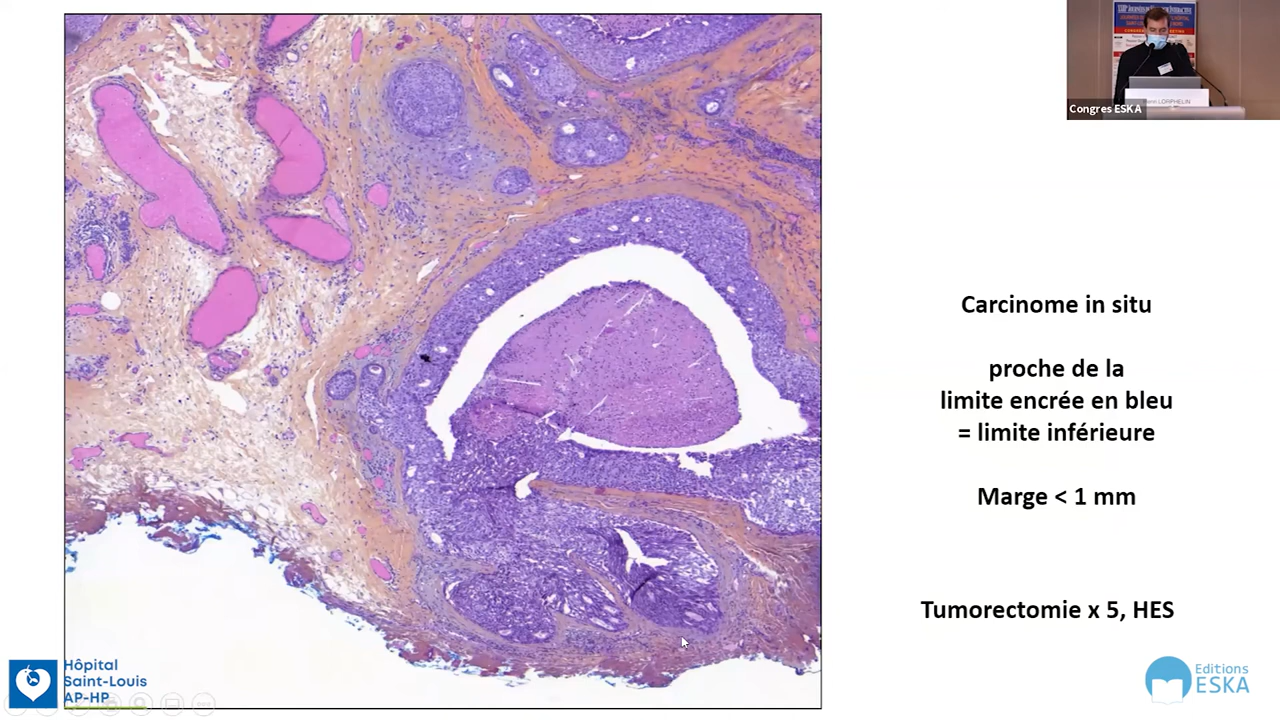 Congres ESKA
LORPHELIN
Carcinome in situ
proche de la
limite encrée en bleu
= limite inférieure
Marge < 1 mm
Tumorectomie x 5, HES
Hôpital
Saint-Louis
AP-HP
Editions
ESKA